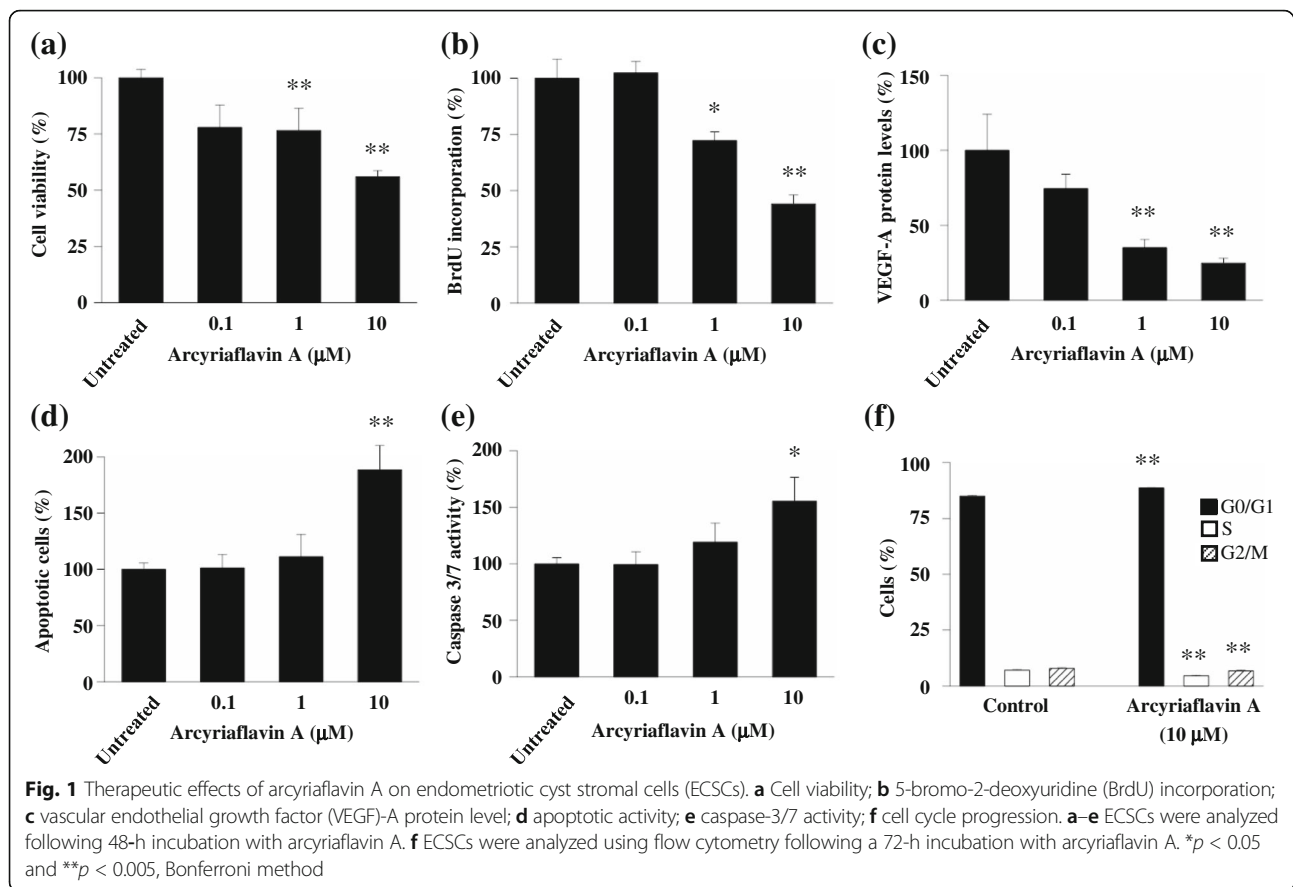 (a)
Cell viability (%)
100
75
50
25
0
**
**
Untreated
0.1
1
10
Arcyriaflavin A (µM)
(b)
BrdU incorporation (%)
100
75
50
25
0
*
**
Untreated
0.1
1
10
Arcyriaflavin A (µM)
(c)
VEGF-A protein levels (%)
150
100
50
0
**
**
Untreated
0.1
1
10
Arcyriaflavin A (µM)
(d)
Apoptotic cells (%)
200
150
100
50
0
**
Untreated
0.1
1
10
Arcyriaflavin A (µM)
(e)
Caspase 3/7 activity (%)
200
150
100
50
0
*
Untreated
0.1
1
10
Arcyriaflavin A (µM)
(f)
Cells (%)
100
75
50
25
0
**
**
**
G0/G1
S
G2/M
Control
Arcyriaflavin A
(10 µM)
Fig. 1 Therapeutic effects of arcyriaflavin A on endometriotic cyst stromal cells (ECSCs). a Cell viability; b 5-bromo-2-deoxyuridine (BrdU) incorporation;
c vascular endothelial growth factor (VEGF)-A protein level; d apoptotic activity; e caspase-3/7 activity; f cell cycle progression. a–e ECSCs were analyzed
following 48-h incubation with arcyriaflavin A. f ECSCs were analyzed using flow cytometry following a 72-h incubation with arcyriaflavin A. *p < 0.05
and **p < 0.005, Bonferroni method